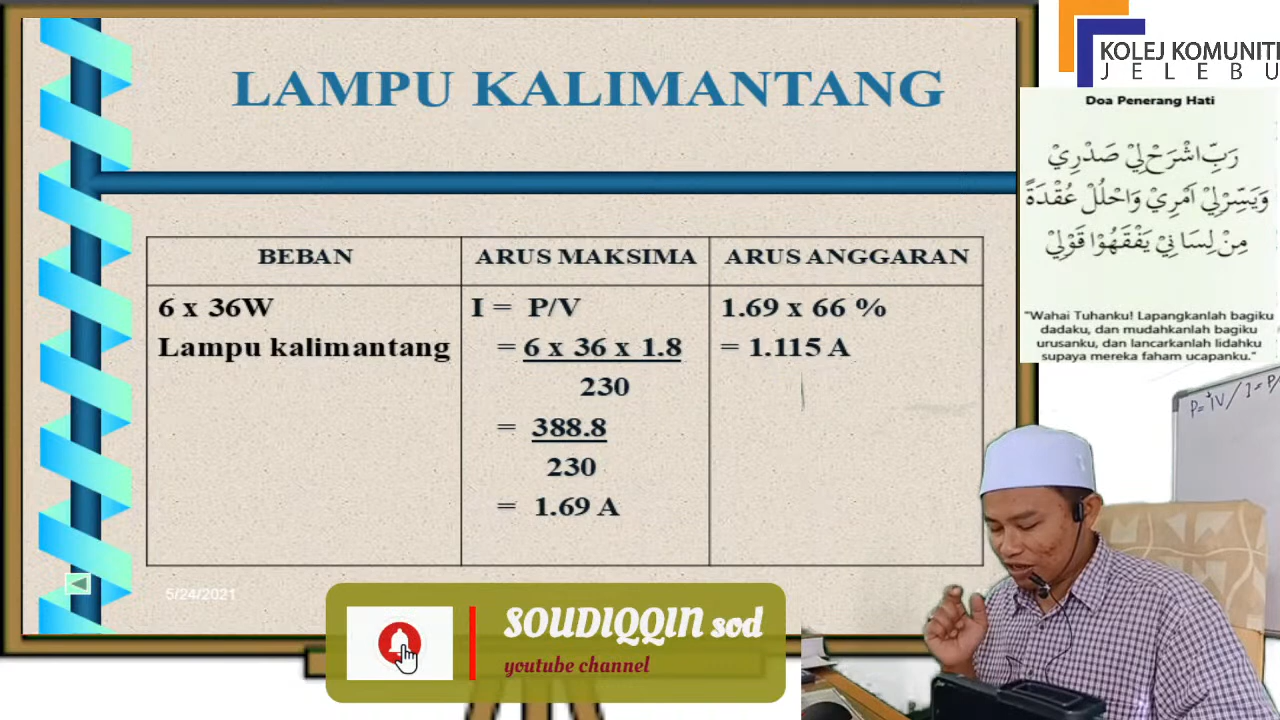 LAMPU KALIMANTANG
BEBAN
ARUS MAKSIMA
ARUS ANGGARAN
6 x 36W
Lampu kalimantang
I = P/V
= 6 x 36 x 1.8
230
= 388.8
230
= 1.69 A
1.69 x 66 %
= 1.115 A
5/24/2021
KOLEJ KOMUNITI
JELEBU
Doa Penerang Hati
رَبِّ اشْرَحْ لِيْ صَدْرِيْ
وَيَسِّرْلِيْ اَمْرِيْ وَاحْلُلْ عُقْدَةً
مِنْ لِسَانِيْ يَفْقَهُوْا قَوْلِيْ
"Wahai Tuhanku! Lapangkanlah bagiku
dadaku, dan mudahkanlah bagiku
urusanku, dan lancarkanlah lidahku
supaya mereka faham ucapanku."
P=IV / I=P/
SOUDIQQIN sod
youtube channel